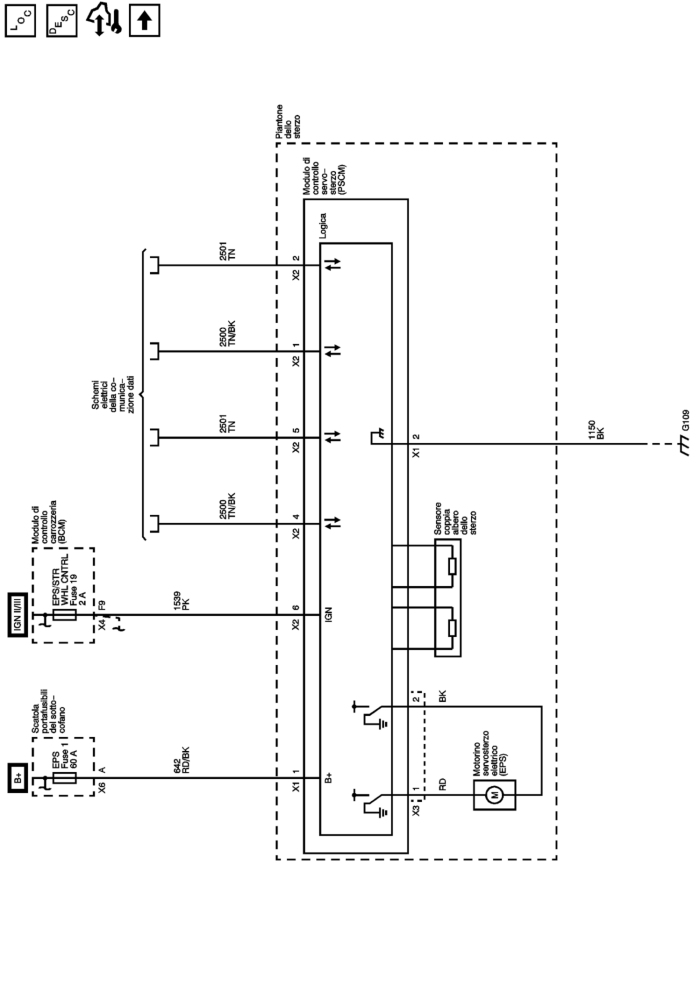 L
O
C
D
E
S
C
B+
Scatola
portafusibili
del sotto–
cofano
EPS
Fuse 1
60 A
X6 A
642
RD/BK
X1 1
B+
IGN II/III
Modulo di
controllo
carrozzeria
(BCM)
EPS/STR
WHL CNTRL
Fuse 19
2 A
X4 F9
1539
PK
X2 6
IGN
Schemi
elettrici
della co–
munica–
zione dati
2500
TN/BK
X2 4
2501
TN
X2 5
2500
TN/BK
X2 1
2501
TN
X2 2
Piantone
dello
sterzo
Modulo di
controllo
servo–
sterzo
(PSCM)
Logica
X3 1
2
RD
BK
Motorino
servosterzo
elettrico
(EPS)
M
Sensore
coppia
albero
dello
sterzo
X1 2
1150
BK
G109